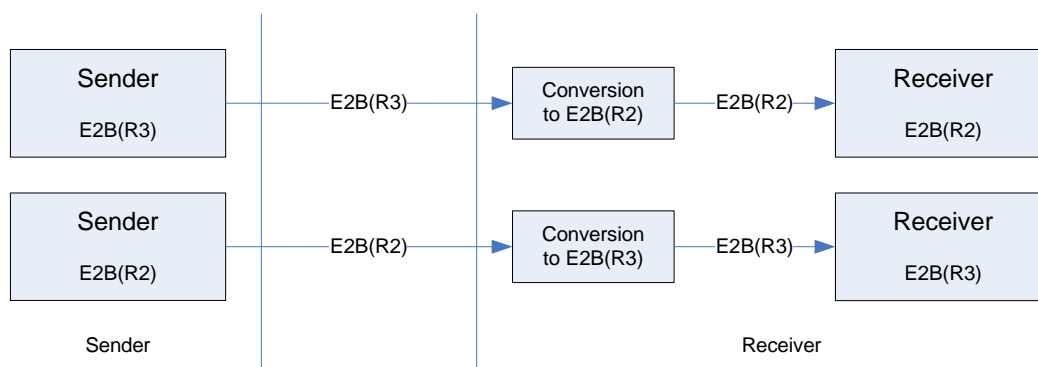 Sender
E2B(R3)
E2B(R3)
Conversion
to E2B(R2)
E2B(R2)
Receiver
E2B(R2)
Sender
E2B(R2)
E2B(R2)
Conversion
to E2B(R3)
E2B(R3)
Receiver
E2B(R3)
Sender
Receiver